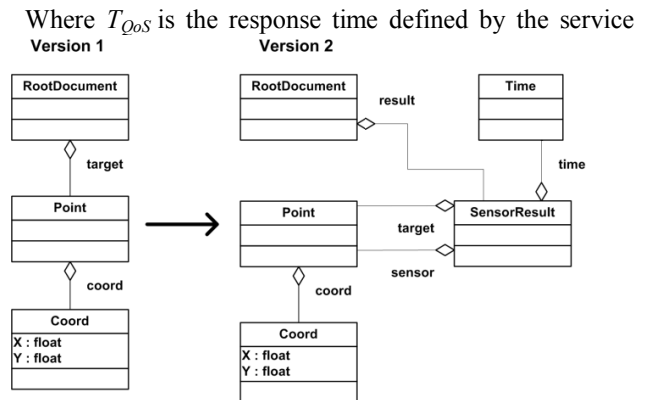 Where T_QoS is the response time defined by the service
Version 1
Version 2
RootDocument
target
Point
coord
Coord
X : float
Y : float
RootDocument
result
Time
time
Point
target
sensor
SensorResult
coord
Coord
X : float
Y : float